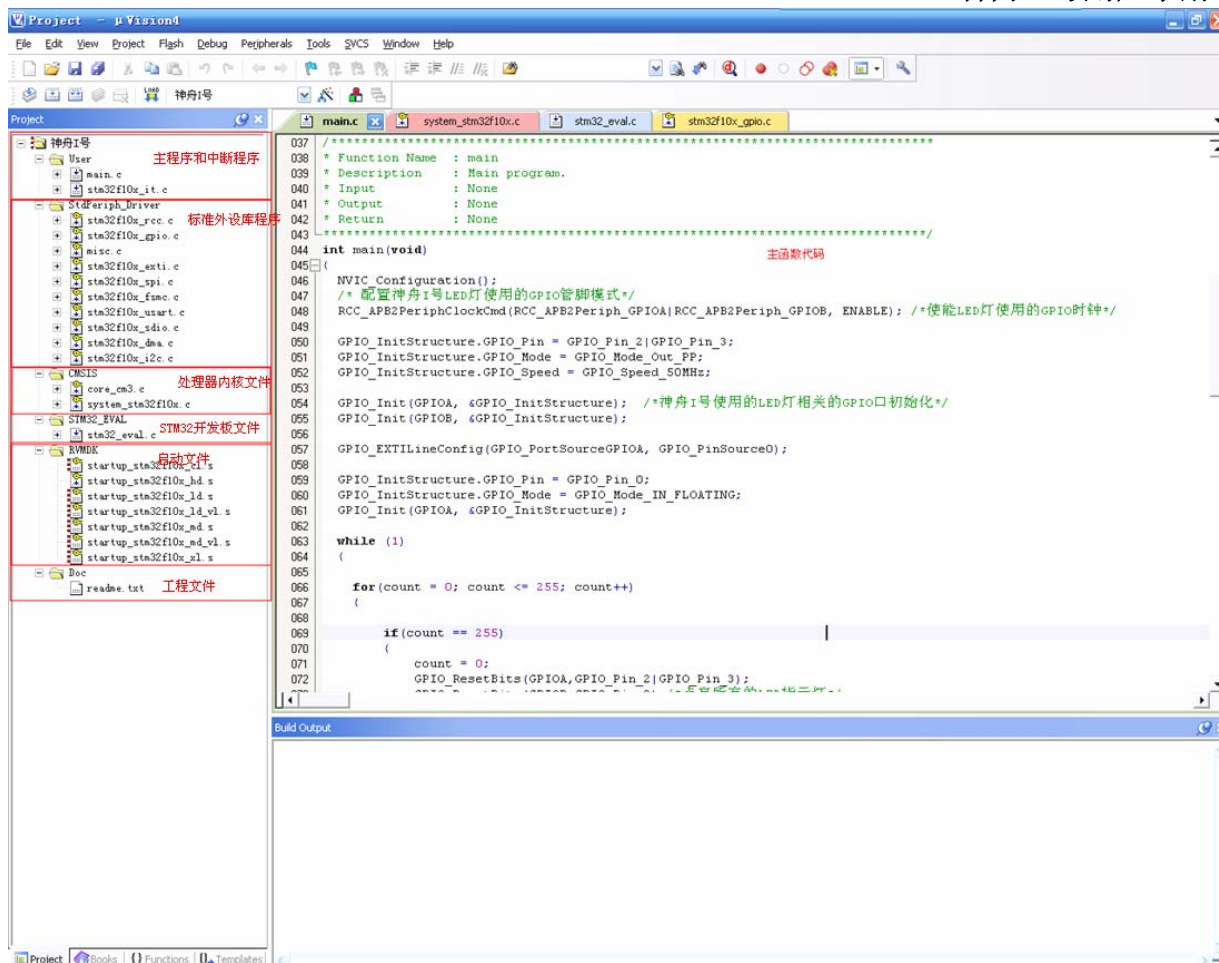 Project - μVision4
File Edit View Project Flash Debug Peripherals Tools SVCS Window Help
LOAD 神舟I号
Project
main.c system_stm32f10x.c stm32_eval.c stm32f10x_gpio.c
神舟I号
User 主程序和中断程序
main.c
stm32f10x_it.c
StdPeriph_Driver
stm32f10x_rcc.c 标准外设库程序
stm32f10x_gpio.c
misc.c
stm32f10x_exti.c
stm32f10x_spi.c
stm32f10x_fsmc.c
stm32f10x_usart.c
stm32f10x_sdio.c
stm32f10x_dma.c
stm32f10x_i2c.c
CMSIS 处理器内核文件
core_cm3.c
system_stm32f10x.c
STM32_EVAL STM32开发板文件
stm32_eval.c
RVMDK 启动文件
startup_stm32f10x_cl.s
startup_stm32f10x_hd.s
startup_stm32f10x_ld.s
startup_stm32f10x_ld_vl.s
startup_stm32f10x_md.s
startup_stm32f10x_md_vl.s
startup_stm32f10x_xl.s
Doc
readme.txt 工程文件
037 /*******************************************************************************
038 * Function Name : main
039 * Description : Main program.
040 * Input : None
041 * Output : None
042 * Return : None
043 *******************************************************************************/
044 int main(void) 主函数代码
045 {
046 NVIC_Configuration();
047 /* 配置神舟I号LED灯使用的GPIO管脚模式*/
048 RCC_APB2PeriphClockCmd(RCC_APB2Periph_GPIOA|RCC_APB2Periph_GPIOB, ENABLE); /*使能LED灯使用的GPIO时钟*/
049
050 GPIO_InitStructure.GPIO_Pin = GPIO_Pin_2|GPIO_Pin_3;
051 GPIO_InitStructure.GPIO_Mode = GPIO_Mode_Out_PP;
052 GPIO_InitStructure.GPIO_Speed = GPIO_Speed_50MHz;
053
054 GPIO_Init(GPIOA, &GPIO_InitStructure); /*神舟I号使用的LED灯相关的GPIO口初始化*/
055 GPIO_Init(GPIOB, &GPIO_InitStructure);
056
057 GPIO_EXTILineConfig(GPIO_PortSourceGPIOA, GPIO_PinSource0);
058
059 GPIO_InitStructure.GPIO_Pin = GPIO_Pin_0;
060 GPIO_InitStructure.GPIO_Mode = GPIO_Mode_IN_FLOATING;
061 GPIO_Init(GPIOA, &GPIO_InitStructure);
062
063 while (1)
064 {
065
066 for(count = 0; count <= 255; count++)
067 {
068
069 if(count == 255)
070 {
071 count = 0;
072 GPIO_ResetBits(GPIOA,GPIO_Pin_2|GPIO_Pin_3);
Build Output
Project Books Functions Templates